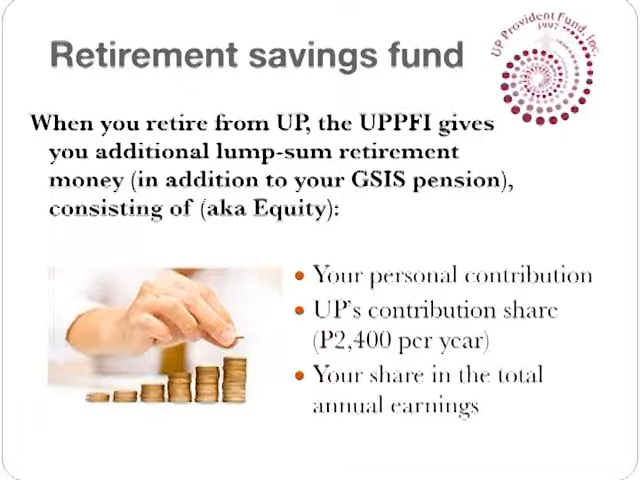 Retirement savings fund
UP Provident Fund, Inc.
1997
When you retire from UP, the UPPFI gives
you additional lump-sum retirement
money (in addition to your GSIS pension),
consisting of (aka Equity):
• Your personal contribution
• UP's contribution share
(P2,400 per year)
• Your share in the total
annual earnings